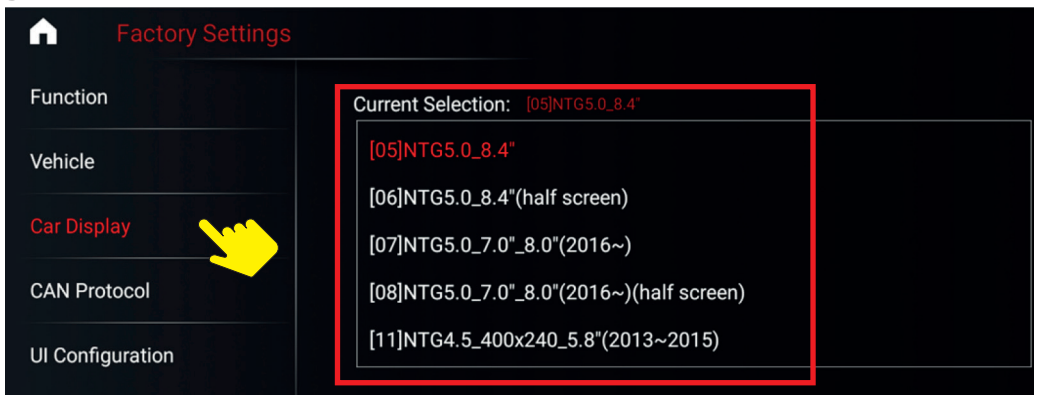 Factory Settings
Function
Vehicle
Car Display
CAN Protocol
UI Configuration
Current Selection: [05]NTG5.0_8.4"
[05]NTG5.0_8.4"
[06]NTG5.0_8.4"(half screen)
[07]NTG5.0_7.0"_8.0"(2016~)
[08]NTG5.0_7.0"_8.0"(2016~)(half screen)
[11]NTG4.5_400x240_5.8"(2013~2015)